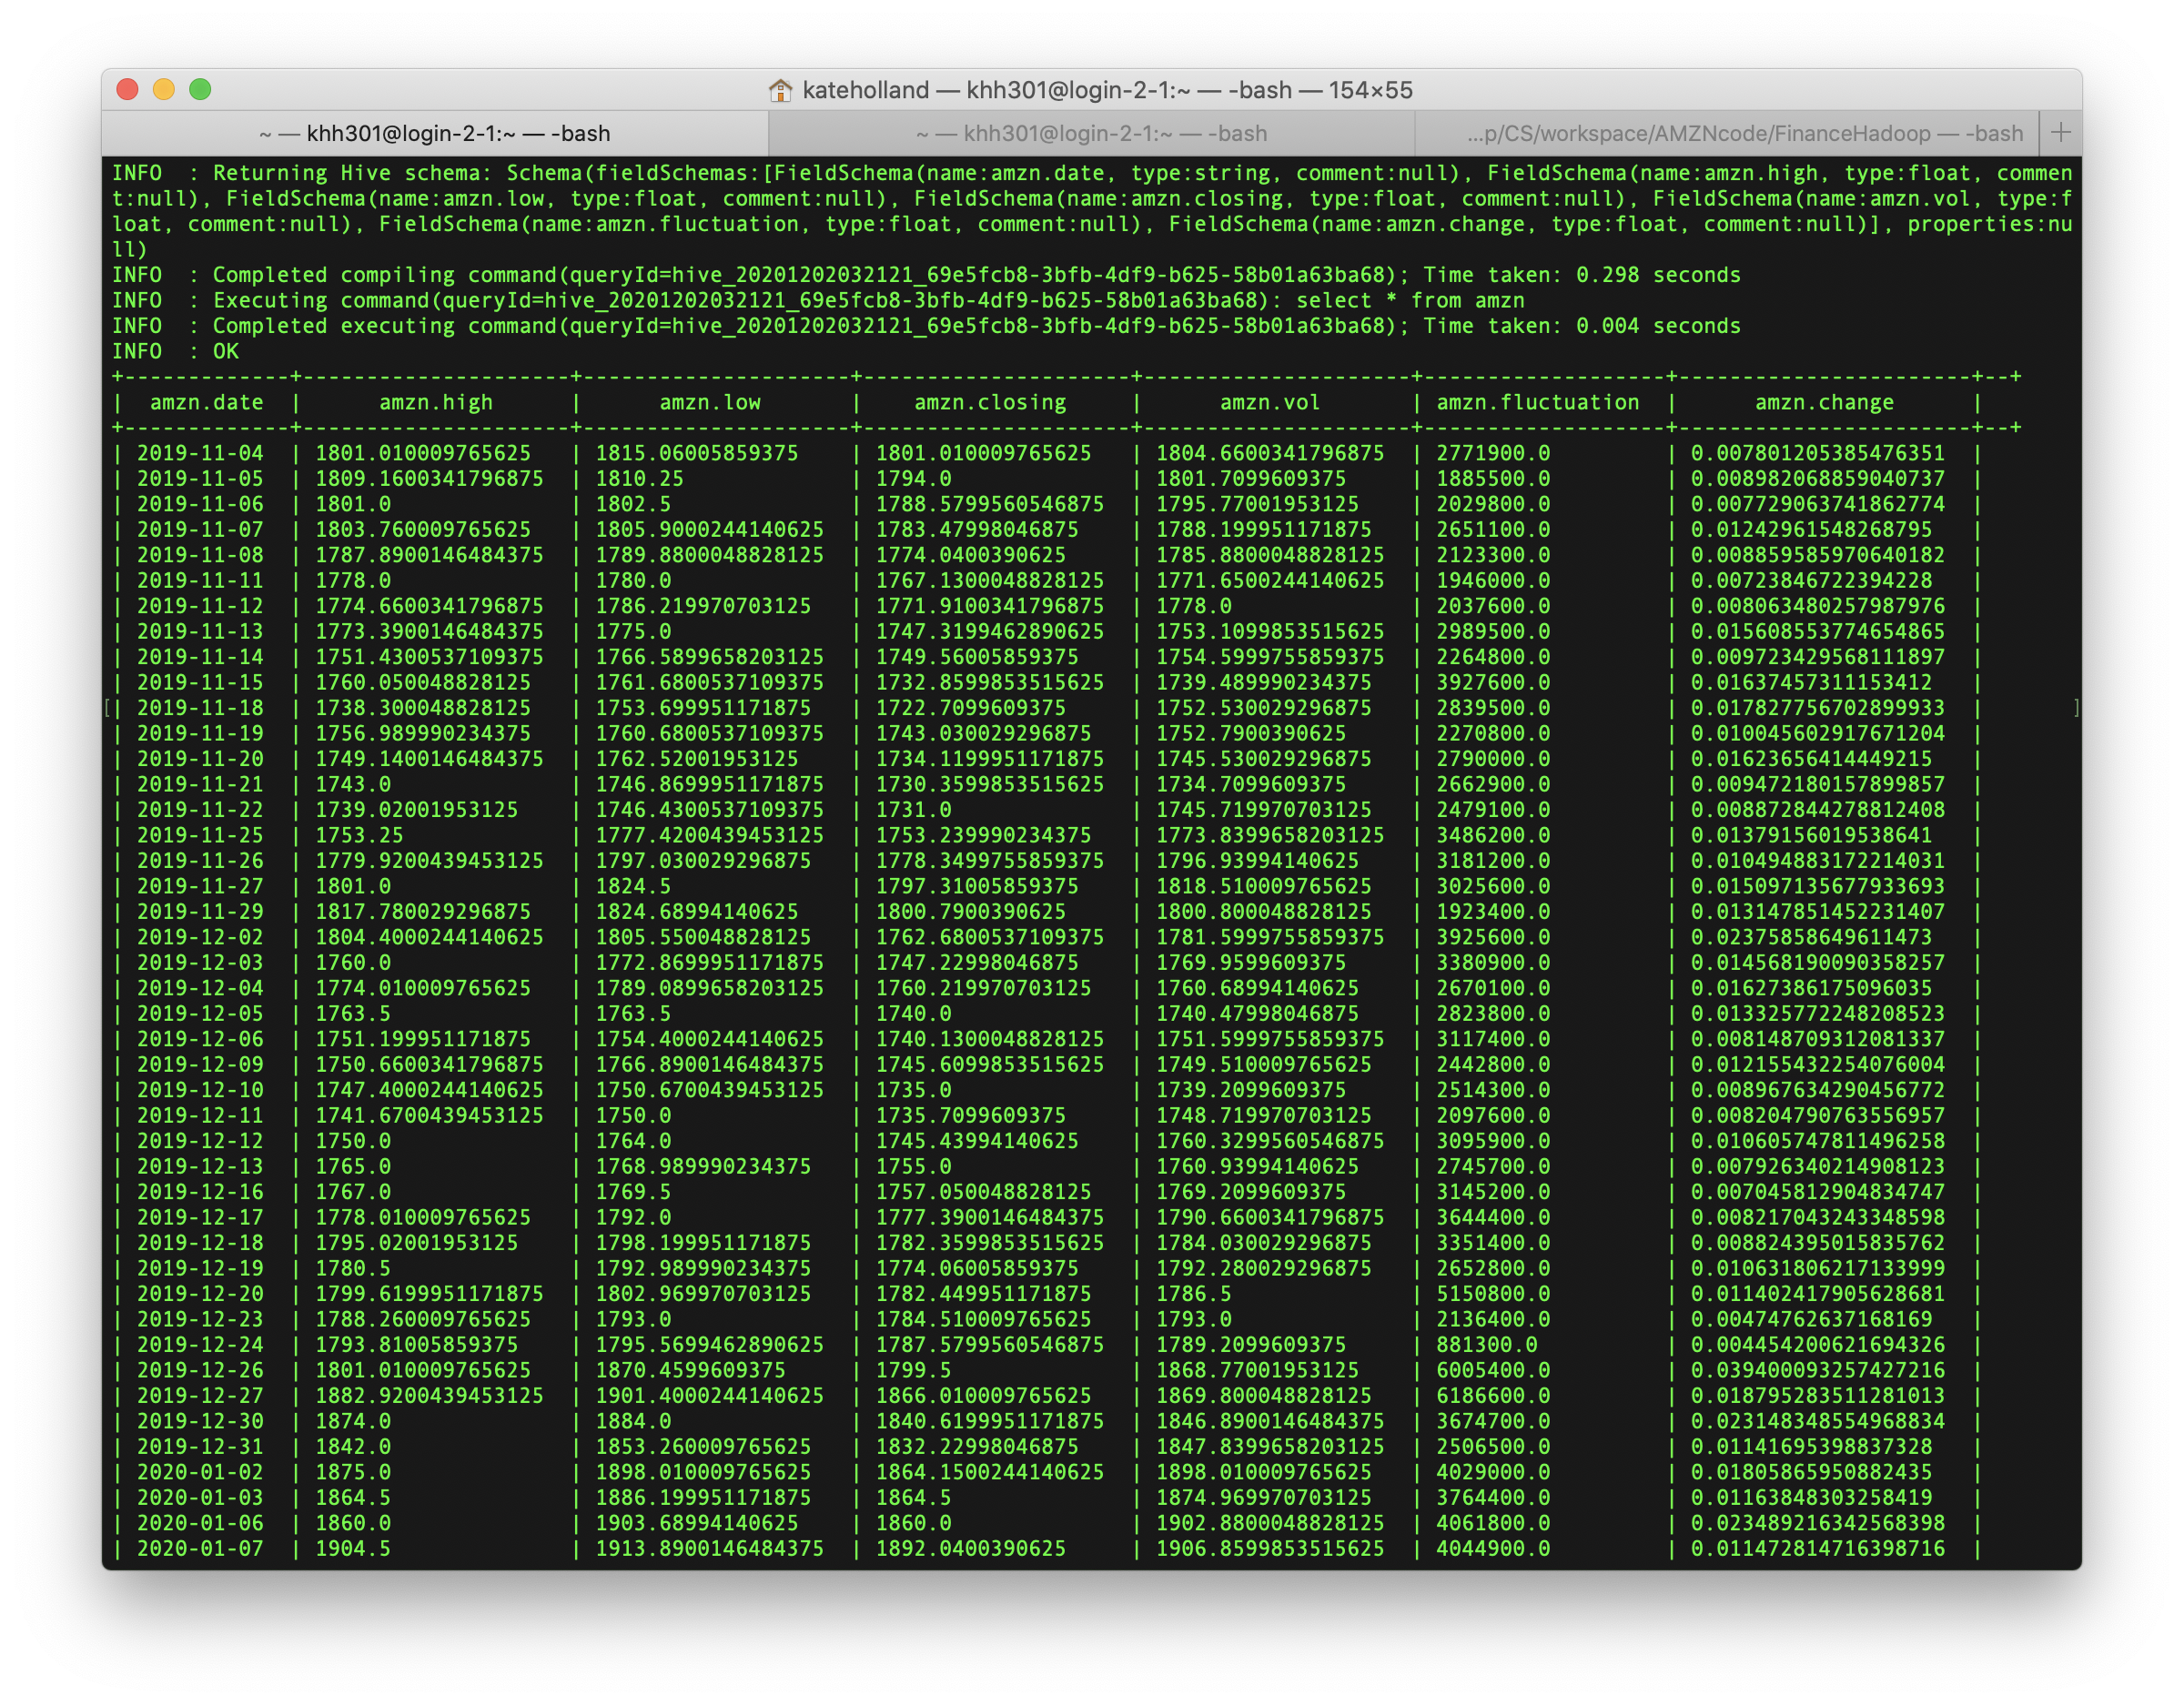 kateholland — khh301@login-2-1:~ — -bash — 154×55
~ — khh301@login-2-1:~ — -bash ~ — khh301@login-2-1:~ — -bash ...p/CS/workspace/AMZNcode/FinanceHadoop — -bash +
INFO  : Returning Hive schema: Schema(fieldSchemas:[FieldSchema(name:amzn.date, type:string, comment:null), FieldSchema(name:amzn.high, type:float, commen
t:null), FieldSchema(name:amzn.low, type:float, comment:null), FieldSchema(name:amzn.closing, type:float, comment:null), FieldSchema(name:amzn.vol, type:f
loat, comment:null), FieldSchema(name:amzn.fluctuation, type:float, comment:null), FieldSchema(name:amzn.change, type:float, comment:null)], properties:nu
ll)
INFO  : Completed compiling command(queryId=hive_20201202032121_69e5fcb8-3bfb-4df9-b625-58b01a63ba68); Time taken: 0.298 seconds
INFO  : Executing command(queryId=hive_20201202032121_69e5fcb8-3bfb-4df9-b625-58b01a63ba68): select * from amzn
INFO  : Completed executing command(queryId=hive_20201202032121_69e5fcb8-3bfb-4df9-b625-58b01a63ba68); Time taken: 0.004 seconds
INFO  : OK
+-------------+---------------------+---------------------+---------------------+---------------------+-------------------+-----------------------+--+
| amzn.date | amzn.high | amzn.low | amzn.closing | amzn.vol | amzn.fluctuation | amzn.change |
+-------------+---------------------+---------------------+---------------------+---------------------+-------------------+-----------------------+--+
| 2019-11-04 | 1801.010009765625 | 1815.06005859375 | 1801.010009765625 | 1804.6600341796875 | 2771900.0 | 0.007801205385476351 |
| 2019-11-05 | 1809.1600341796875 | 1810.25 | 1794.0 | 1801.7099609375 | 1885500.0 | 0.008982068859040737 |
| 2019-11-06 | 1801.0 | 1802.5 | 1788.5799560546875 | 1795.77001953125 | 2029800.0 | 0.007729063741862774 |
| 2019-11-07 | 1803.760009765625 | 1805.9000244140625 | 1783.47998046875 | 1788.199951171875 | 2651100.0 | 0.01242961548268795 |
| 2019-11-08 | 1787.8900146484375 | 1789.8800048828125 | 1774.0400390625 | 1785.8800048828125 | 2123300.0 | 0.008859585970640182 |
| 2019-11-11 | 1778.0 | 1780.0 | 1767.1300048828125 | 1771.6500244140625 | 1946000.0 | 0.00723846722394228 |
| 2019-11-12 | 1774.6600341796875 | 1786.219970703125 | 1771.9100341796875 | 1778.0 | 2037600.0 | 0.008063480257987976 |
| 2019-11-13 | 1773.3900146484375 | 1775.0 | 1747.3199462890625 | 1753.1099853515625 | 2989500.0 | 0.015608553774654865 |
| 2019-11-14 | 1751.4300537109375 | 1766.5899658203125 | 1749.56005859375 | 1754.5999755859375 | 2264800.0 | 0.009723429568111897 |
| 2019-11-15 | 1760.050048828125 | 1761.6800537109375 | 1732.8599853515625 | 1739.489990234375 | 3927600.0 | 0.01637457311153412 |
[| 2019-11-18 | 1738.300048828125 | 1753.699951171875 | 1722.7099609375 | 1752.530029296875 | 2839500.0 | 0.017827756702899933 | ]
| 2019-11-19 | 1756.989990234375 | 1760.6800537109375 | 1743.030029296875 | 1752.7900390625 | 2270800.0 | 0.010045602917671204 |
| 2019-11-20 | 1749.1400146484375 | 1762.52001953125 | 1734.1199951171875 | 1745.530029296875 | 2790000.0 | 0.01623656414449215 |
| 2019-11-21 | 1743.0 | 1746.8699951171875 | 1730.3599853515625 | 1734.7099609375 | 2662900.0 | 0.009472180157899857 |
| 2019-11-22 | 1739.02001953125 | 1746.4300537109375 | 1731.0 | 1745.719970703125 | 2479100.0 | 0.008872844278812408 |
| 2019-11-25 | 1753.25 | 1777.4200439453125 | 1753.239990234375 | 1773.8399658203125 | 3486200.0 | 0.01379156019538641 |
| 2019-11-26 | 1779.9200439453125 | 1797.030029296875 | 1778.3499755859375 | 1796.93994140625 | 3181200.0 | 0.010494883172214031 |
| 2019-11-27 | 1801.0 | 1824.5 | 1797.31005859375 | 1818.510009765625 | 3025600.0 | 0.015097135677933693 |
| 2019-11-29 | 1817.780029296875 | 1824.68994140625 | 1800.7900390625 | 1800.800048828125 | 1923400.0 | 0.013147851452231407 |
| 2019-12-02 | 1804.4000244140625 | 1805.550048828125 | 1762.6800537109375 | 1781.5999755859375 | 3925600.0 | 0.02375858649611473 |
| 2019-12-03 | 1760.0 | 1772.8699951171875 | 1747.22998046875 | 1769.9599609375 | 3380900.0 | 0.014568190090358257 |
| 2019-12-04 | 1774.010009765625 | 1789.0899658203125 | 1760.219970703125 | 1760.68994140625 | 2670100.0 | 0.01627386175096035 |
| 2019-12-05 | 1763.5 | 1763.5 | 1740.0 | 1740.47998046875 | 2823800.0 | 0.013325772248208523 |
| 2019-12-06 | 1751.199951171875 | 1754.4000244140625 | 1740.1300048828125 | 1751.5999755859375 | 3117400.0 | 0.008148709312081337 |
| 2019-12-09 | 1750.6600341796875 | 1766.8900146484375 | 1745.6099853515625 | 1749.510009765625 | 2442800.0 | 0.012155432254076004 |
| 2019-12-10 | 1747.4000244140625 | 1750.6700439453125 | 1735.0 | 1739.2099609375 | 2514300.0 | 0.008967634290456772 |
| 2019-12-11 | 1741.6700439453125 | 1750.0 | 1735.7099609375 | 1748.719970703125 | 2097600.0 | 0.008204790763556957 |
| 2019-12-12 | 1750.0 | 1764.0 | 1745.43994140625 | 1760.3299560546875 | 3095900.0 | 0.010605747811496258 |
| 2019-12-13 | 1765.0 | 1768.989990234375 | 1755.0 | 1760.93994140625 | 2745700.0 | 0.007926340214908123 |
| 2019-12-16 | 1767.0 | 1769.5 | 1757.050048828125 | 1769.2099609375 | 3145200.0 | 0.007045812904834747 |
| 2019-12-17 | 1778.010009765625 | 1792.0 | 1777.3900146484375 | 1790.6600341796875 | 3644400.0 | 0.008217043243348598 |
| 2019-12-18 | 1795.02001953125 | 1798.199951171875 | 1782.3599853515625 | 1784.030029296875 | 3351400.0 | 0.008824395015835762 |
| 2019-12-19 | 1780.5 | 1792.989990234375 | 1774.06005859375 | 1792.280029296875 | 2652800.0 | 0.010631806217133999 |
| 2019-12-20 | 1799.6199951171875 | 1802.969970703125 | 1782.449951171875 | 1786.5 | 5150800.0 | 0.011402417905628681 |
| 2019-12-23 | 1788.260009765625 | 1793.0 | 1784.510009765625 | 1793.0 | 2136400.0 | 0.00474762637168169 |
| 2019-12-24 | 1793.81005859375 | 1795.5699462890625 | 1787.5799560546875 | 1789.2099609375 | 881300.0 | 0.004454200621694326 |
| 2019-12-26 | 1801.010009765625 | 1870.4599609375 | 1799.5 | 1868.77001953125 | 6005400.0 | 0.039400093257427216 |
| 2019-12-27 | 1882.9200439453125 | 1901.4000244140625 | 1866.010009765625 | 1869.800048828125 | 6186600.0 | 0.018795283511281013 |
| 2019-12-30 | 1874.0 | 1884.0 | 1840.6199951171875 | 1846.8900146484375 | 3674700.0 | 0.023148348554968834 |
| 2019-12-31 | 1842.0 | 1853.260009765625 | 1832.22998046875 | 1847.8399658203125 | 2506500.0 | 0.01141695398837328 |
| 2020-01-02 | 1875.0 | 1898.010009765625 | 1864.1500244140625 | 1898.010009765625 | 4029000.0 | 0.01805865950882435 |
| 2020-01-03 | 1864.5 | 1886.199951171875 | 1864.5 | 1874.969970703125 | 3764400.0 | 0.01163848303258419 |
| 2020-01-06 | 1860.0 | 1903.68994140625 | 1860.0 | 1902.8800048828125 | 4061800.0 | 0.023489216342568398 |
| 2020-01-07 | 1904.5 | 1913.8900146484375 | 1892.0400390625 | 1906.8599853515625 | 4044900.0 | 0.011472814716398716 |